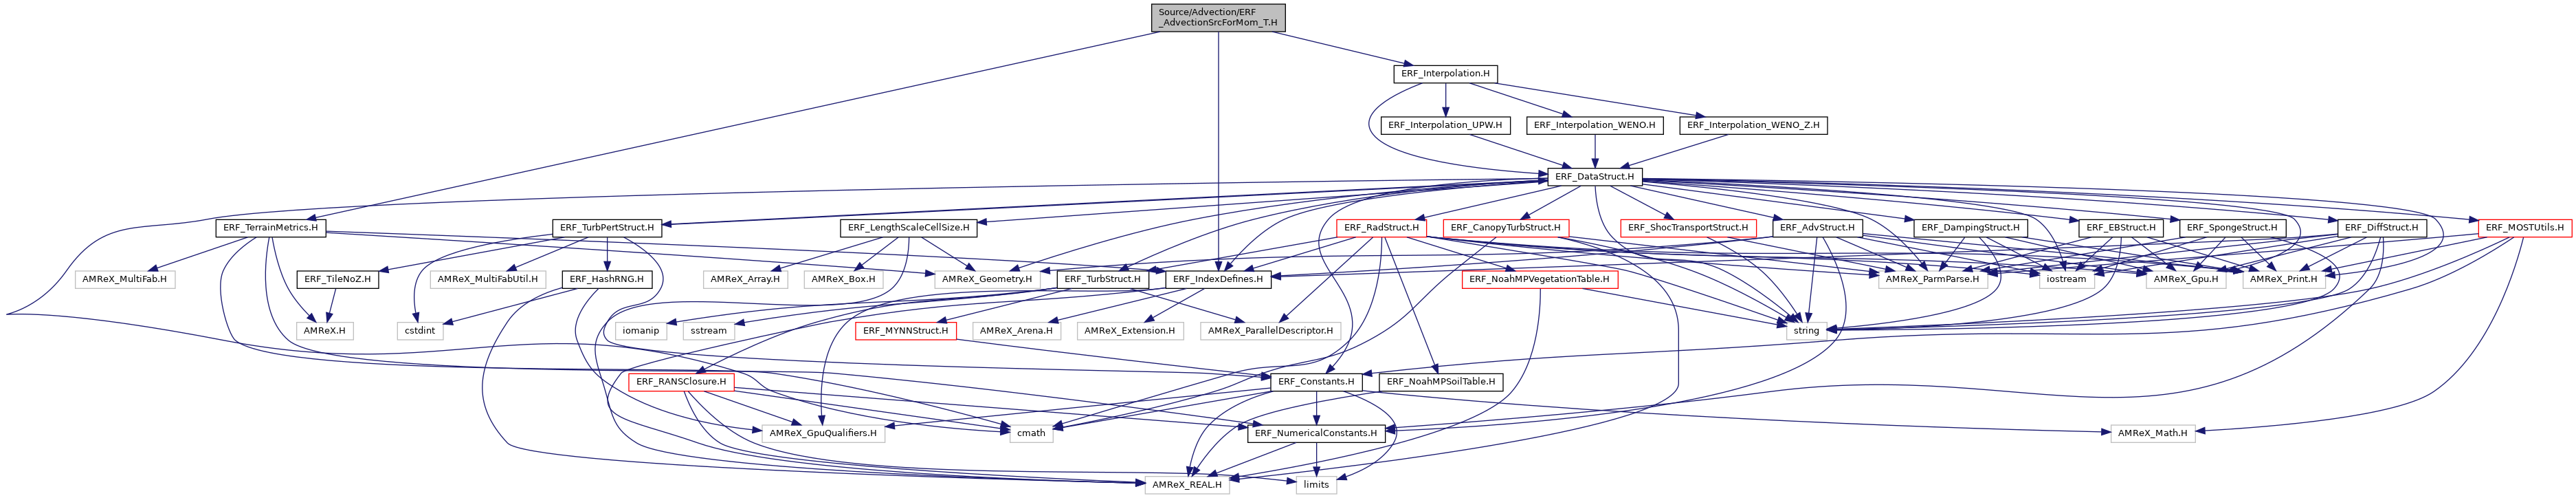 Source/Advection/ERF
_AdvectionSrcForMom_T.H
ERF_Interpolation.H
ERF_Interpolation_UPW.H
ERF_Interpolation_WENO.H
ERF_Interpolation_WENO_Z.H
ERF_DataStruct.H
ERF_TerrainMetrics.H
ERF_TurbPertStruct.H
ERF_LengthScaleCellSize.H
ERF_RadStruct.H
ERF_CanopyTurbStruct.H
ERF_ShocTransportStruct.H
ERF_AdvStruct.H
ERF_DampingStruct.H
ERF_EBStruct.H
ERF_SpongeStruct.H
ERF_DiffStruct.H
ERF_MOSTUtils.H
AMReX_MultiFab.H
ERF_TileNoZ.H
AMReX_MultiFabUtil.H
ERF_HashRNG.H
AMReX_Array.H
AMReX_Box.H
AMReX_Geometry.H
ERF_TurbStruct.H
ERF_IndexDefines.H
ERF_NoahMPVegetationTable.H
AMReX_ParmParse.H
iostream
AMReX_Gpu.H
AMReX_Print.H
AMReX.H
cstdint
iomanip
sstream
ERF_MYNNStruct.H
AMReX_Arena.H
AMReX_Extension.H
AMReX_ParallelDescriptor.H
string
ERF_RANSClosure.H
ERF_Constants.H
ERF_NoahMPSoilTable.H
AMReX_GpuQualifiers.H
cmath
ERF_NumericalConstants.H
AMReX_Math.H
AMReX_REAL.H
limits